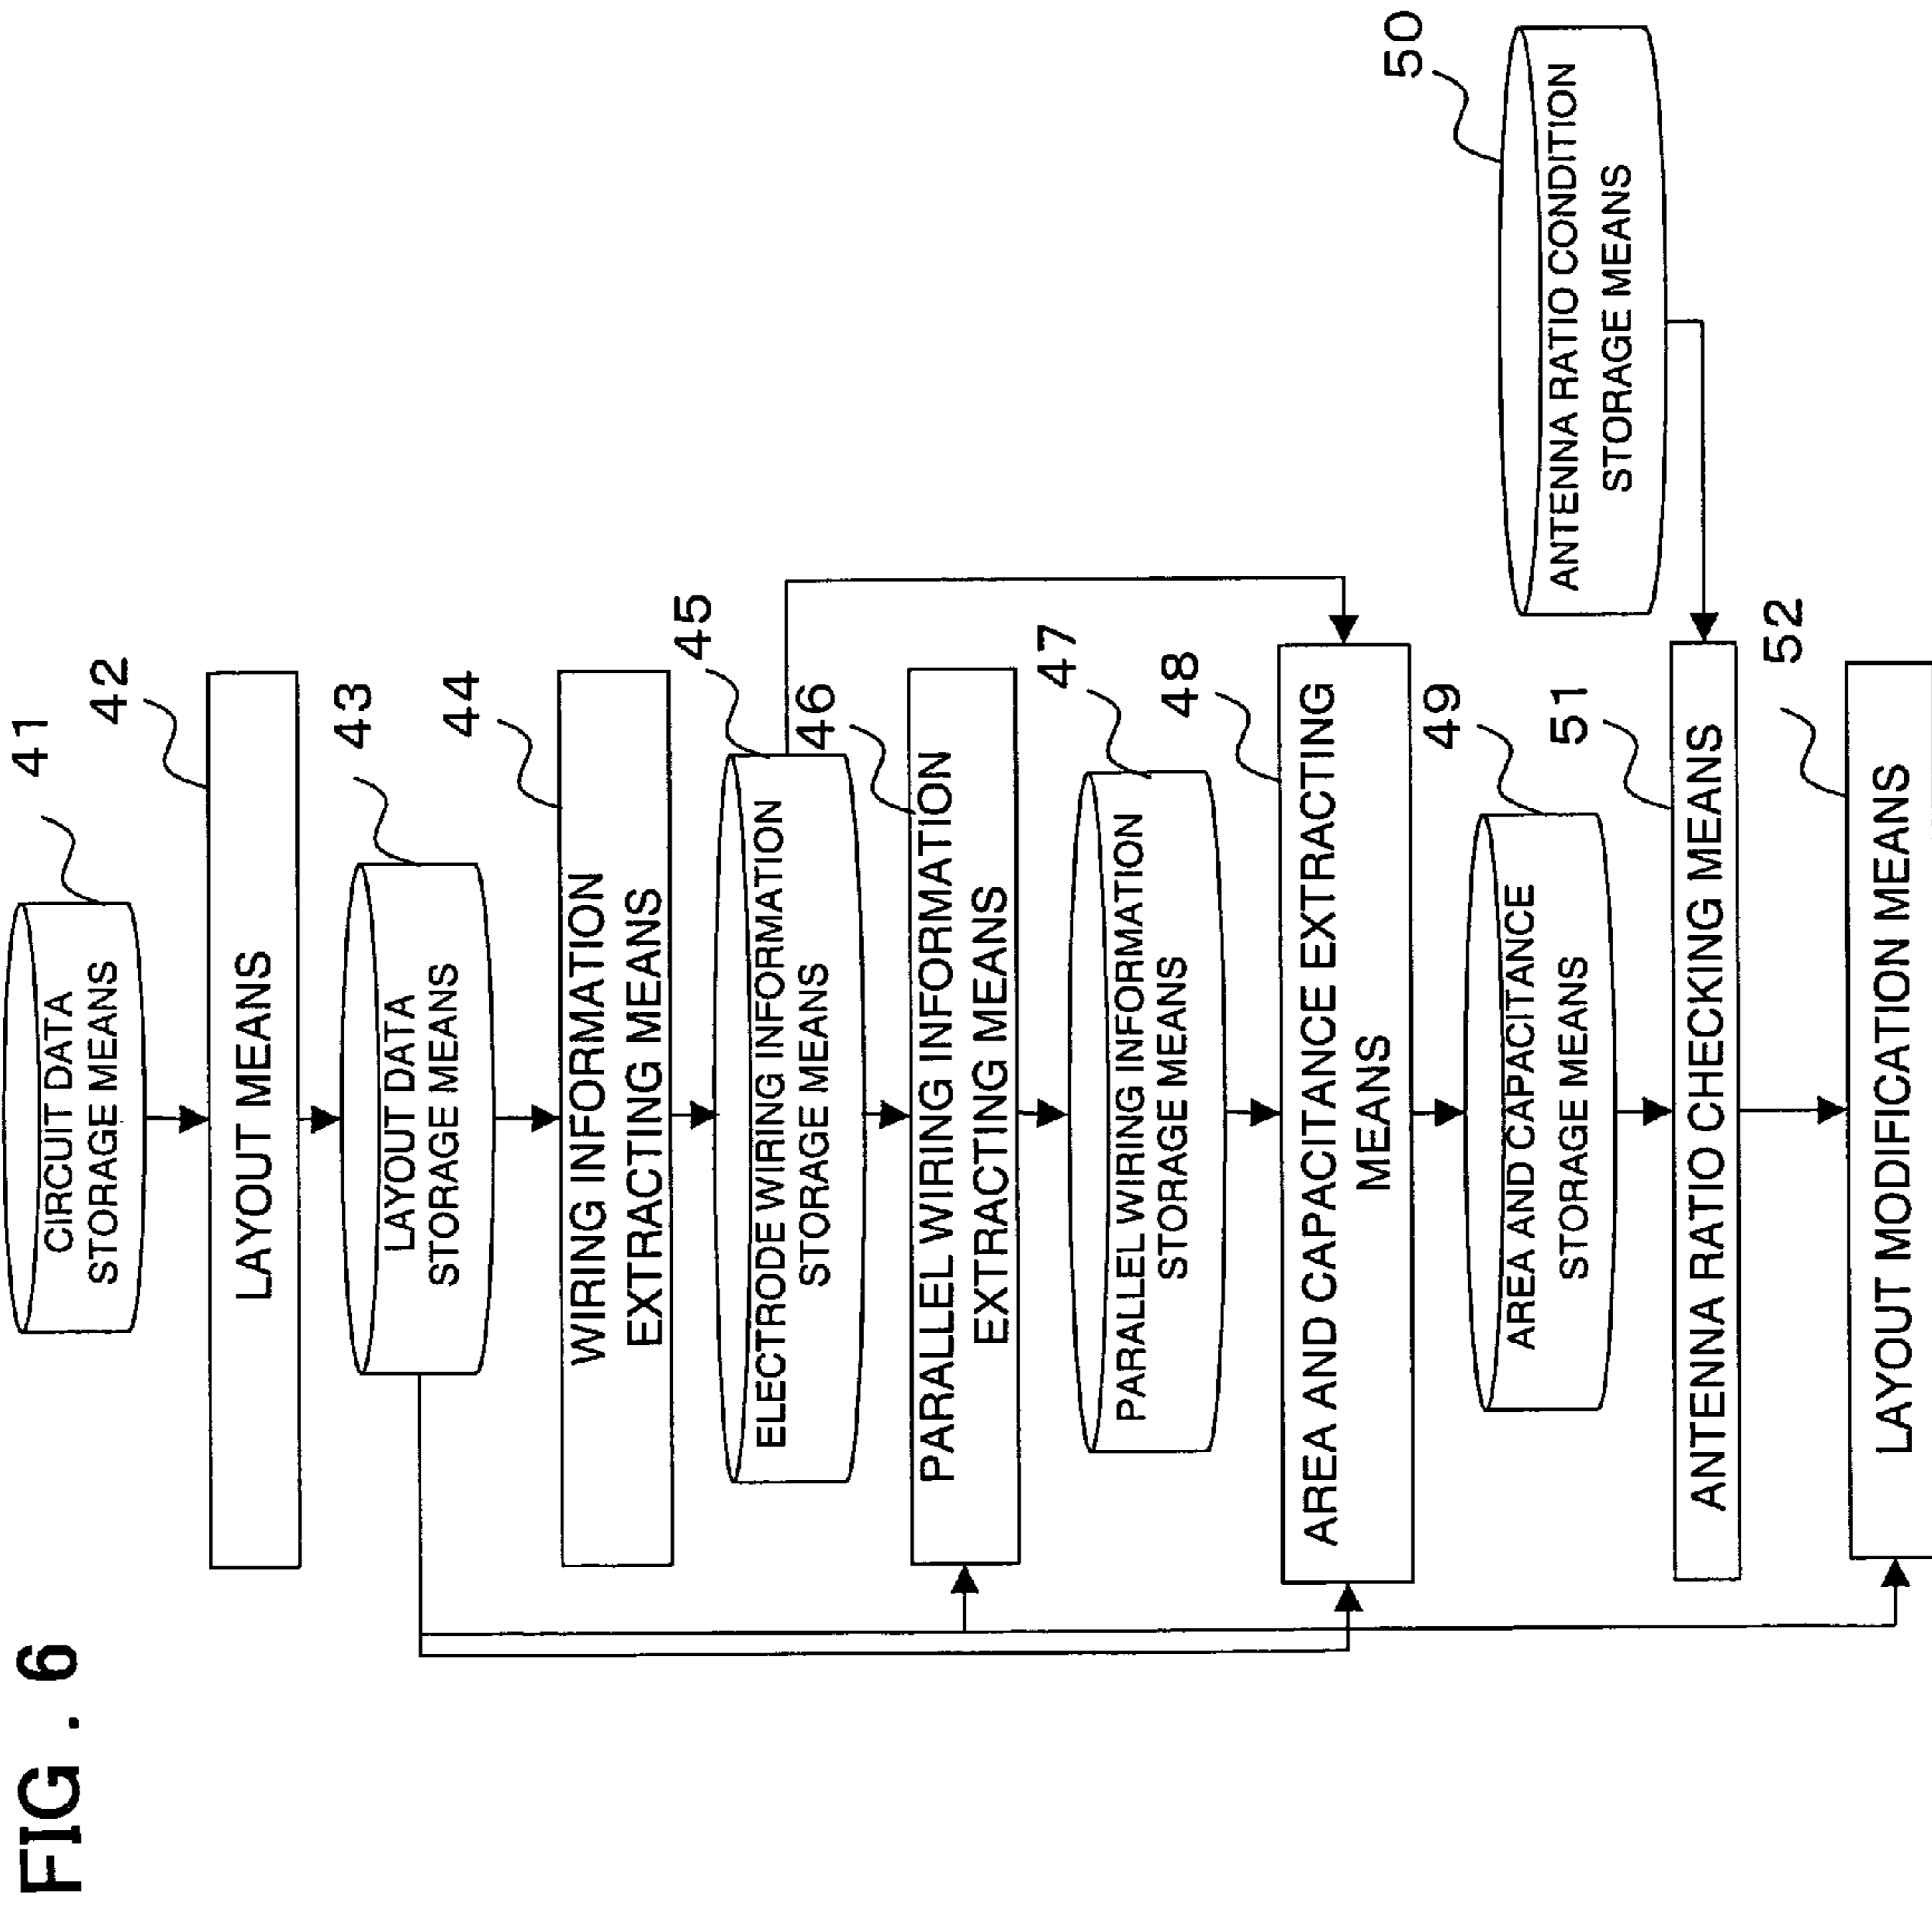 FIG. 6
41
CIRCUIT DATA
STORAGE MEANS
42
LAYOUT MEANS
43
LAYOUT DATA
STORAGE MEANS
44
WIRING INFORMATION
EXTRACTING MEANS
45
ELECTRODE WIRING INFORMATION
STORAGE MEANS
46
PARALLEL WIRING INFORMATION
EXTRACTING MEANS
47
PARALLEL WIRING INFORMATION
STORAGE MEANS
48
AREA AND CAPACITANCE EXTRACTING
MEANS
49
AREA AND CAPACITANCE
STORAGE MEANS
50
ANTENNA RATIO CONDITION
STORAGE MEANS
51
ANTENNA RATIO CHECKING MEANS
52
LAYOUT MODIFICATION MEANS